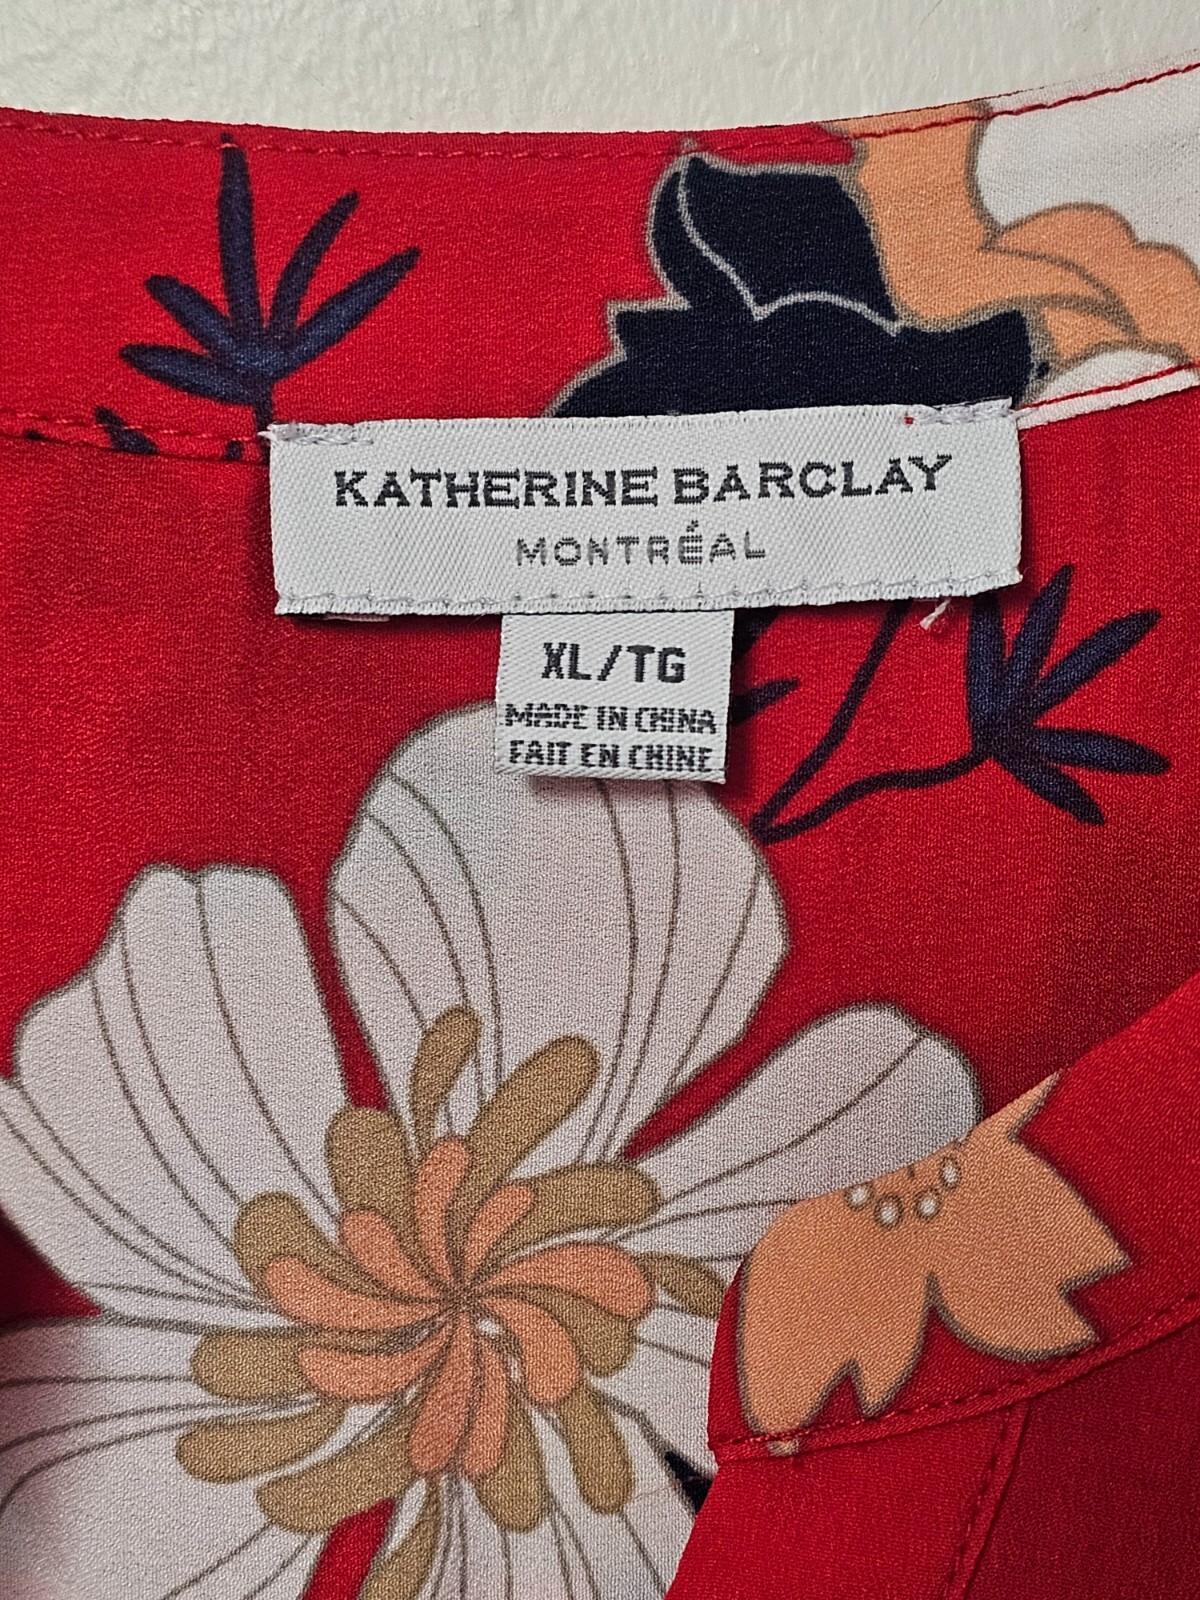 KATHERINE BARCLAY
MONTRÉAL
XL/TG
MADE IN CHINA
FAIT EN CHINE